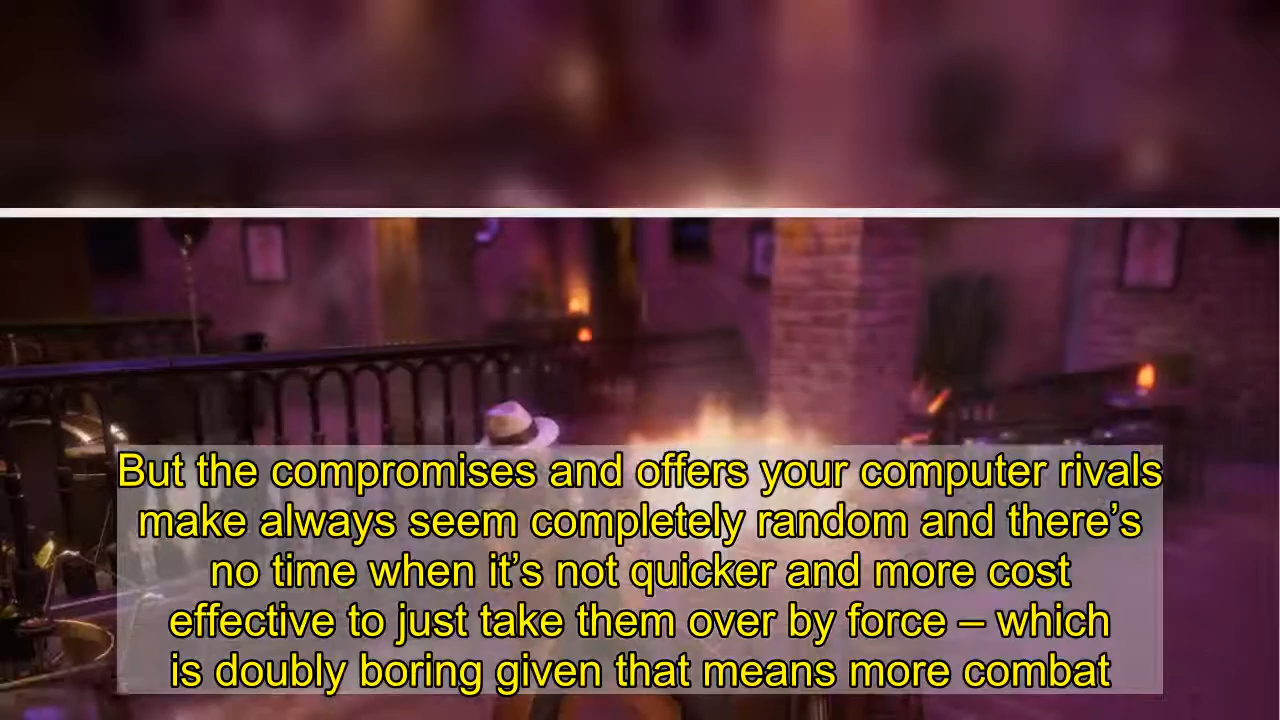 But the compromises and offers your computer rivals
make always seem completely random and there’s
no time when it’s not quicker and more cost
effective to just take them over by force – which
is doubly boring given that means more combat